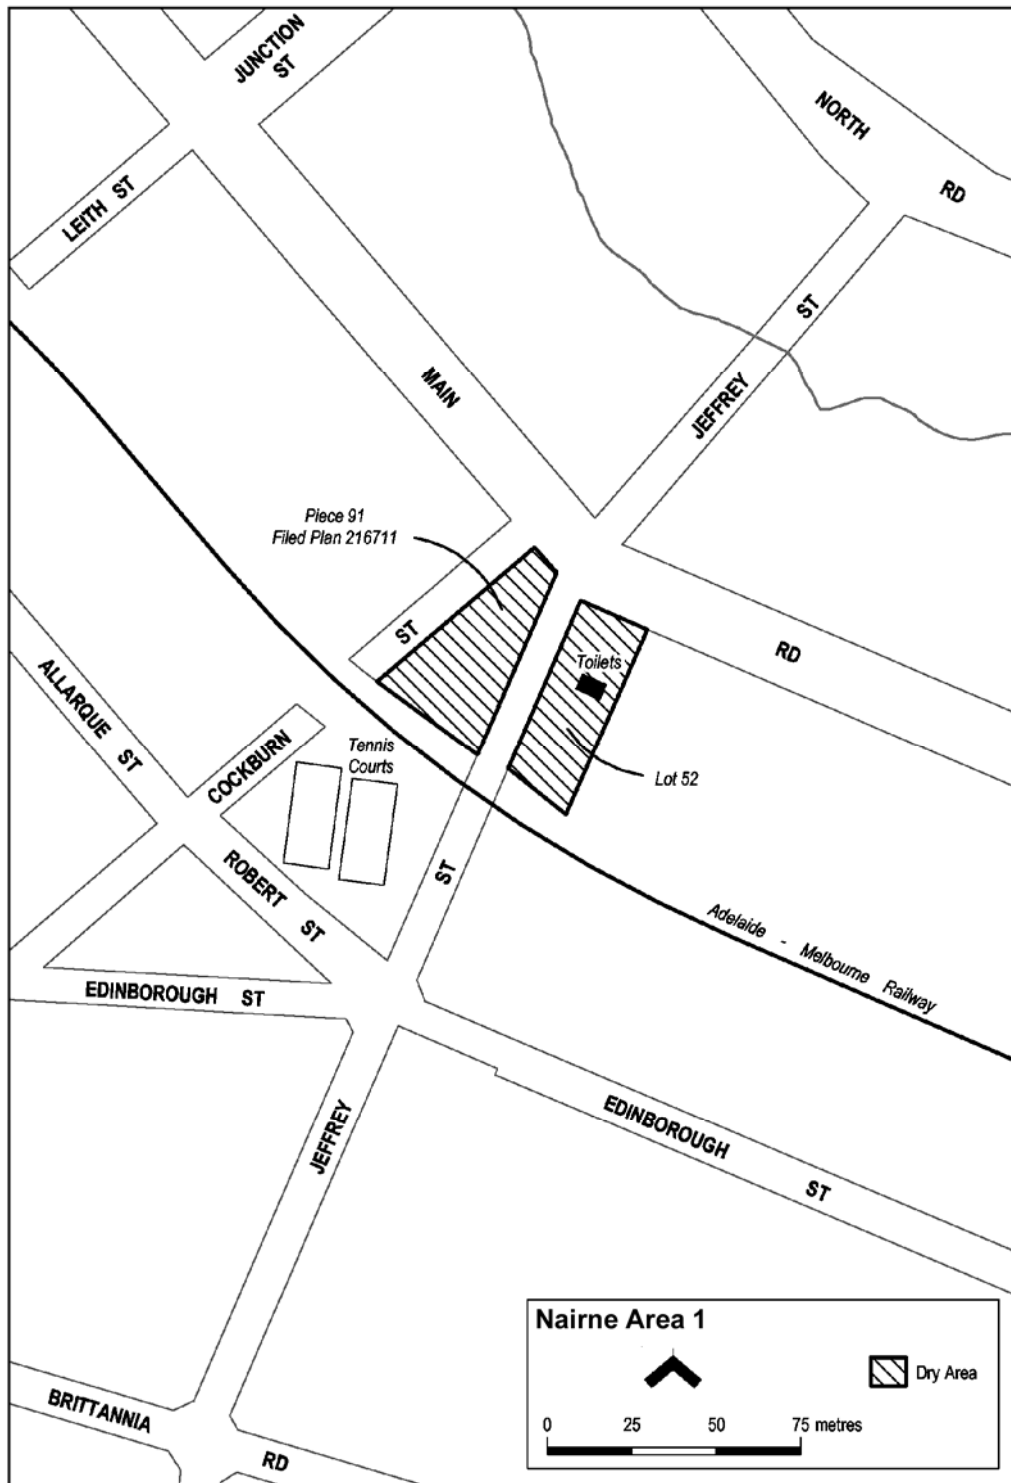 JUNCTION
ST
NORTH
RD
LEITH ST
ST
MAIN
JEFFREY
Piece 91
Filed Plan 216711
ST
RD
Toilets
ALLARQUE ST
Tennis
Courts
COCKBURN
Lot 52
ROBERT ST
ST
Adelaide - Melbourne Railway
EDINBOROUGH ST
JEFFREY
EDINBOROUGH
ST
Nairne Area 1
Dry Area
0 25 50 75 metres
BRITTANNIA
RD